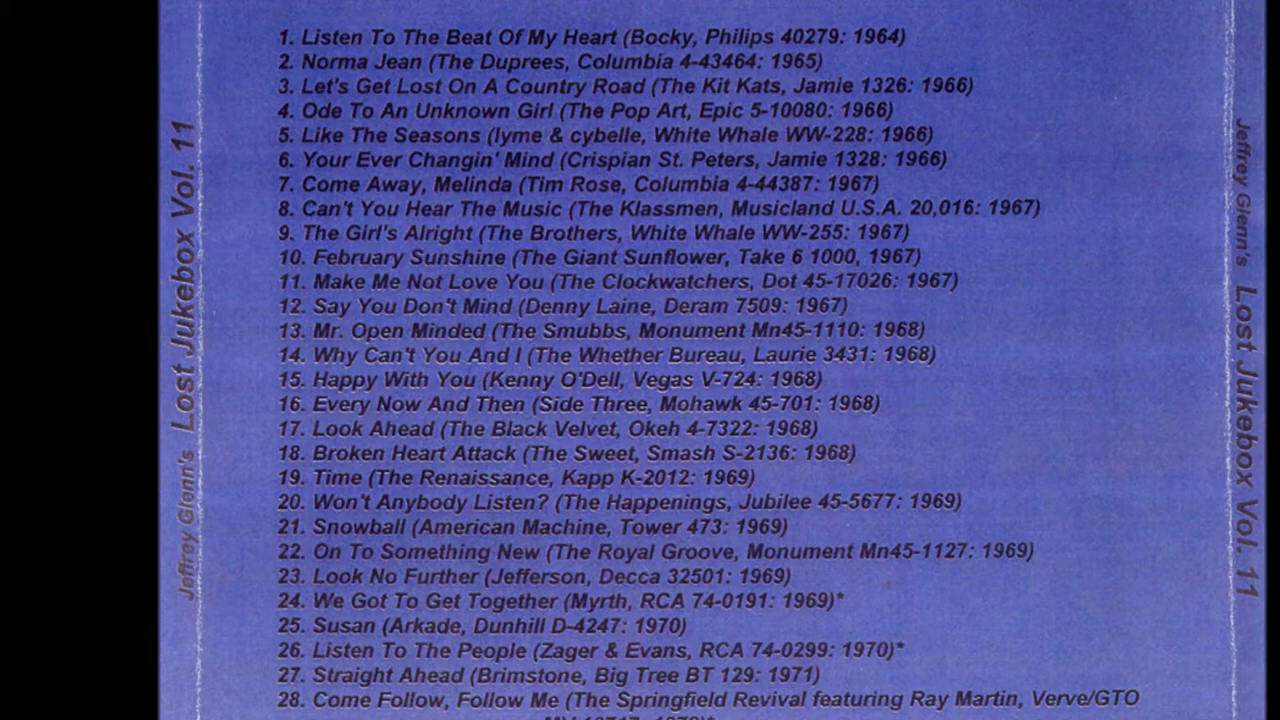 1. Listen To The Beat Of My Heart (Bocky, Philips 40279: 1964)
2. Norma Jean (The Duprees, Columbia 4-43464: 1965)
3. Let's Get Lost On A Country Road (The Kit Kats, Jamie 1326: 1966)
4. Ode To An Unknown Girl (The Pop Art, Epic 5-10080: 1966)
5. Like The Seasons (lyme & cybelle, White Whale WW-228: 1966)
6. Your Ever Changin' Mind (Crispian St. Peters, Jamie 1328: 1966)
7. Come Away, Melinda (Tim Rose, Columbia 4-44387: 1967)
8. Can't You Hear The Music (The Klassmen, Musicland U.S.A. 20,016: 1967)
9. The Girl's Alright (The Brothers, White Whale WW-255: 1967)
10. February Sunshine (The Giant Sunflower, Take 6 1000, 1967)
11. Make Me Not Love You (The Clockwatchers, Dot 45-17026: 1967)
12. Say You Don't Mind (Denny Laine, Deram 7509: 1967)
13. Mr. Open Minded (The Smubbs, Monument Mn45-1110: 1968)
14. Why Can't You And I (The Whether Bureau, Laurie 3431: 1968)
15. Happy With You (Kenny O'Dell, Vegas V-724: 1968)
16. Every Now And Then (Side Three, Mohawk 45-701: 1968)
17. Look Ahead (The Black Velvet, Okeh 4-7322: 1968)
18. Broken Heart Attack (The Sweet, Smash S-2136: 1968)
19. Time (The Renaissance, Kapp K-2012: 1969)
20. Won't Anybody Listen? (The Happenings, Jubilee 45-5677: 1969)
21. Snowball (American Machine, Tower 473: 1969)
22. On To Something New (The Royal Groove, Monument Mn45-1127: 1969)
23. Look No Further (Jefferson, Decca 32501: 1969)
24. We Got To Get Together (Myrth, RCA 74-0191: 1969)*
25. Susan (Arkade, Dunhill D-4247: 1970)
26. Listen To The People (Zager & Evans, RCA 74-0299: 1970)*
27. Straight Ahead (Brimstone, Big Tree BT 129: 1971)
28. Come Follow, Follow Me (The Springfield Revival featuring Ray Martin, Verve/GTO
Jeffrey Glenn's Lost Jukebox Vol. 11
Jeffrey Glenn's Lost Jukebox Vol. 11